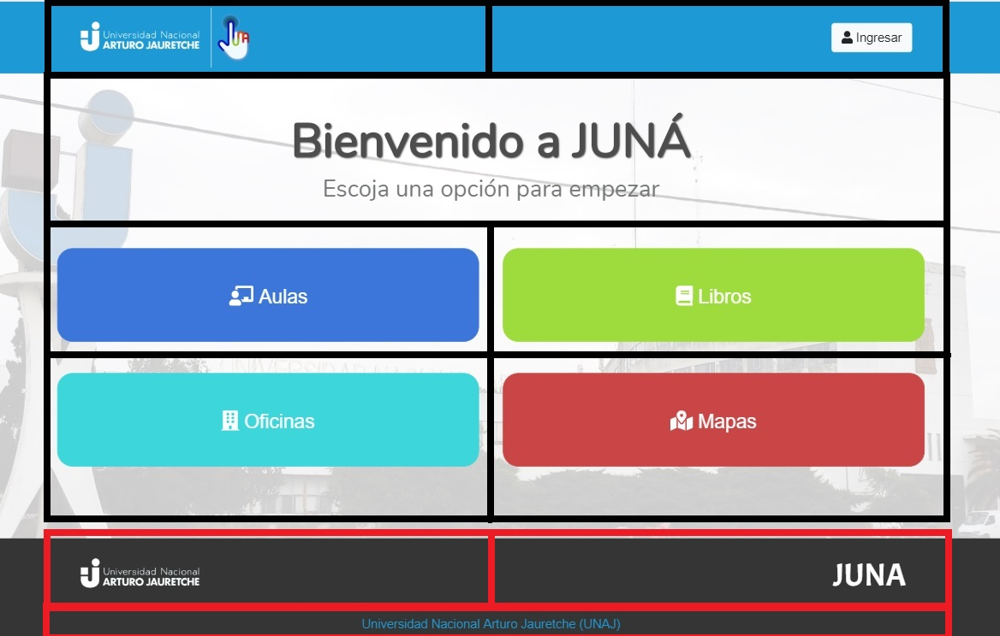 Universidad Nacional
ARTURO JAURETCHE
JUNA
Ingresar
Bienvenido a JUNÁ
Escoja una opción para empezar
Aulas
Libros
Oficinas
Mapas
Universidad Nacional
ARTURO JAURETCHE
JUNA
Universidad Nacional Arturo Jauretche (UNAJ)